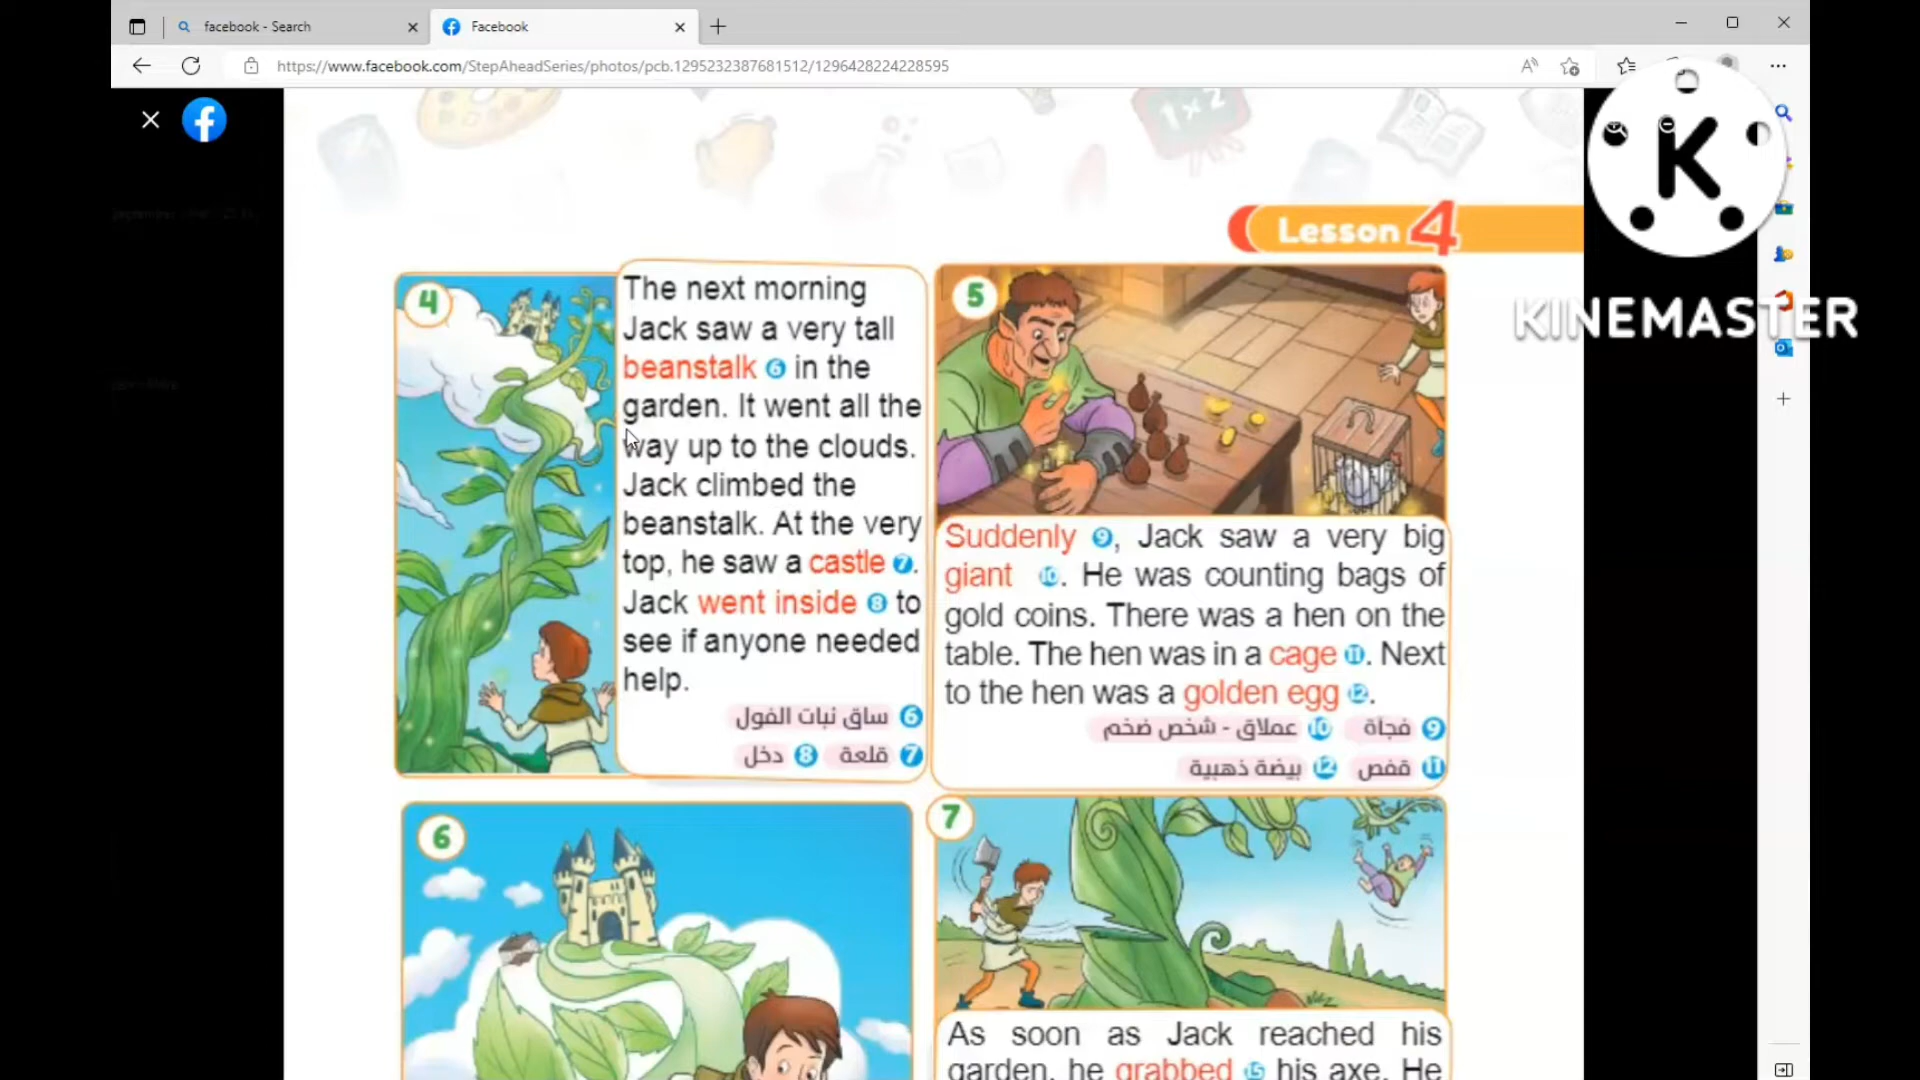 facebook - Search
Facebook
https://www.facebook.com/StepAheadSeries/photos/pcb.1295232387681512/1296428224228595
1 x 2
K
KINEMASTER
Lesson 4
4
The next morning
Jack saw a very tall
beanstalk 6 in the
garden. It went all the
way up to the clouds.
Jack climbed the
beanstalk. At the very
top, he saw a castle 7.
Jack went inside 8 to
see if anyone needed
help.
6 ساق نبات الفول
7 قلعة 8 دخل
5
Suddenly 9, Jack saw a very big
giant 10. He was counting bags of
gold coins. There was a hen on the
table. The hen was in a cage 11. Next
to the hen was a golden egg 12.
9 فجأة 10 عملاق - شخص ضخم
11 قفص 12 بيضة ذهبية
6
7
As soon as Jack reached his
garden, he grabbed 15 his axe. He